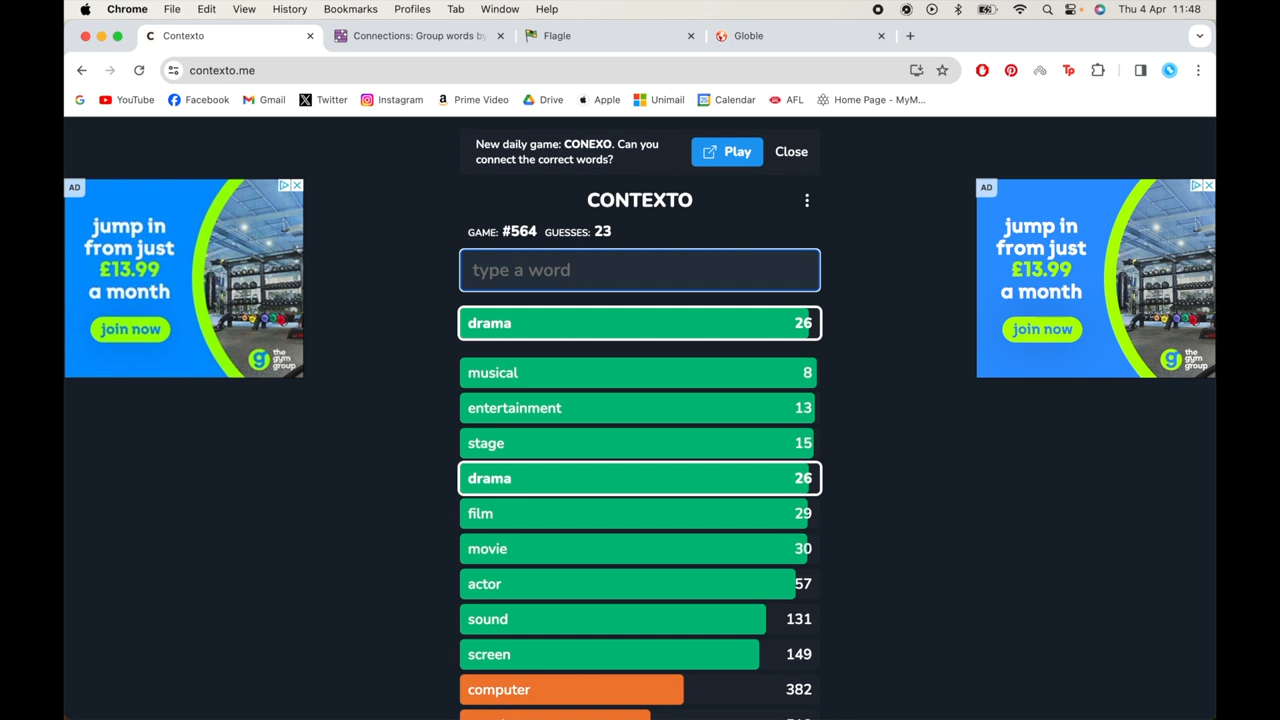 Chrome File Edit View History Bookmarks Profiles Tab Window Help Thu 4 Apr 11:48
Contexto Connections: Group words by Flagle Globle
contexto.me
YouTube Facebook Gmail Twitter Instagram Prime Video Drive Apple Unimail Calendar AFL Home Page - MyM...
New daily game: CONEXO. Can you
connect the correct words?
Play
Close
AD
jump in
from just
£13.99
a month
join now
the
gym
group
CONTEXTO
GAME: #564 GUESSES: 23
type a word
drama 26
musical 8
entertainment 13
stage 15
drama 26
film 29
movie 30
actor 57
sound 131
screen 149
computer 382
AD
jump in
from just
£13.99
a month
join now
the
gym
group